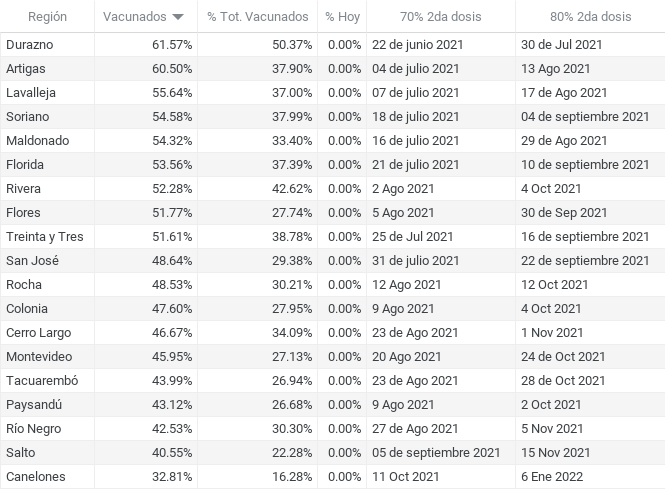 Región Vacunados % Tot. Vacunados % Hoy 70% 2da dosis 80% 2da dosis
Durazno 61.57% 50.37% 0.00% 22 de junio 2021 30 de Jul 2021
Artigas 60.50% 37.90% 0.00% 04 de julio 2021 13 Ago 2021
Lavalleja 55.64% 37.00% 0.00% 07 de julio 2021 17 de Ago 2021
Soriano 54.58% 37.99% 0.00% 18 de julio 2021 04 de septiembre 2021
Maldonado 54.32% 33.40% 0.00% 16 de julio 2021 29 de Ago 2021
Florida 53.56% 37.39% 0.00% 21 de julio 2021 10 de septiembre 2021
Rivera 52.28% 42.62% 0.00% 2 Ago 2021 4 Oct 2021
Flores 51.77% 27.74% 0.00% 5 Ago 2021 30 de Sep 2021
Treinta y Tres 51.61% 38.78% 0.00% 25 de Jul 2021 16 de septiembre 2021
San José 48.64% 29.38% 0.00% 31 de julio 2021 22 de septiembre 2021
Rocha 48.53% 30.21% 0.00% 12 Ago 2021 12 Oct 2021
Colonia 47.60% 27.95% 0.00% 9 Ago 2021 4 Oct 2021
Cerro Largo 46.67% 34.09% 0.00% 23 de Ago 2021 1 Nov 2021
Montevideo 45.95% 27.13% 0.00% 20 Ago 2021 24 de Oct 2021
Tacuarembó 43.99% 26.94% 0.00% 23 de Ago 2021 28 de Oct 2021
Paysandú 43.12% 26.68% 0.00% 9 Ago 2021 2 Oct 2021
Río Negro 42.53% 30.30% 0.00% 27 de Ago 2021 5 Nov 2021
Salto 40.55% 22.28% 0.00% 05 de septiembre 2021 15 Nov 2021
Canelones 32.81% 16.28% 0.00% 11 Oct 2021 6 Ene 2022